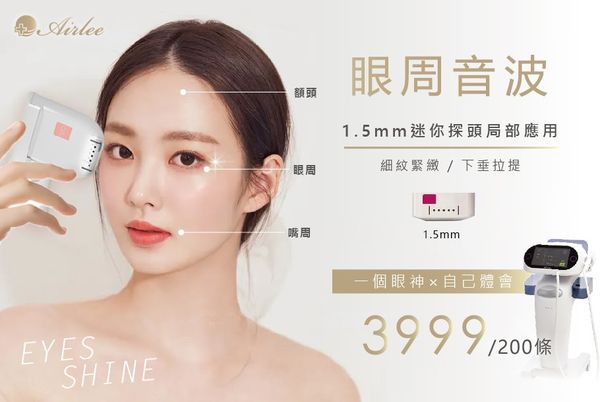 Airlee
眼周音波
1.5mm迷你探頭局部應用
細紋緊緻 / 下垂拉提
額頭
眼周
嘴周
1.5mm
一個眼神×自己體會
3999/200條
EYES
SHINE